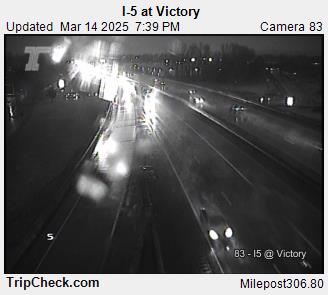 I-5 at Victory
Updated Mar 14 2025 7:39 PM Camera 83
T
S
83 - I5 @ Victory
TripCheck.com Milepost306.80